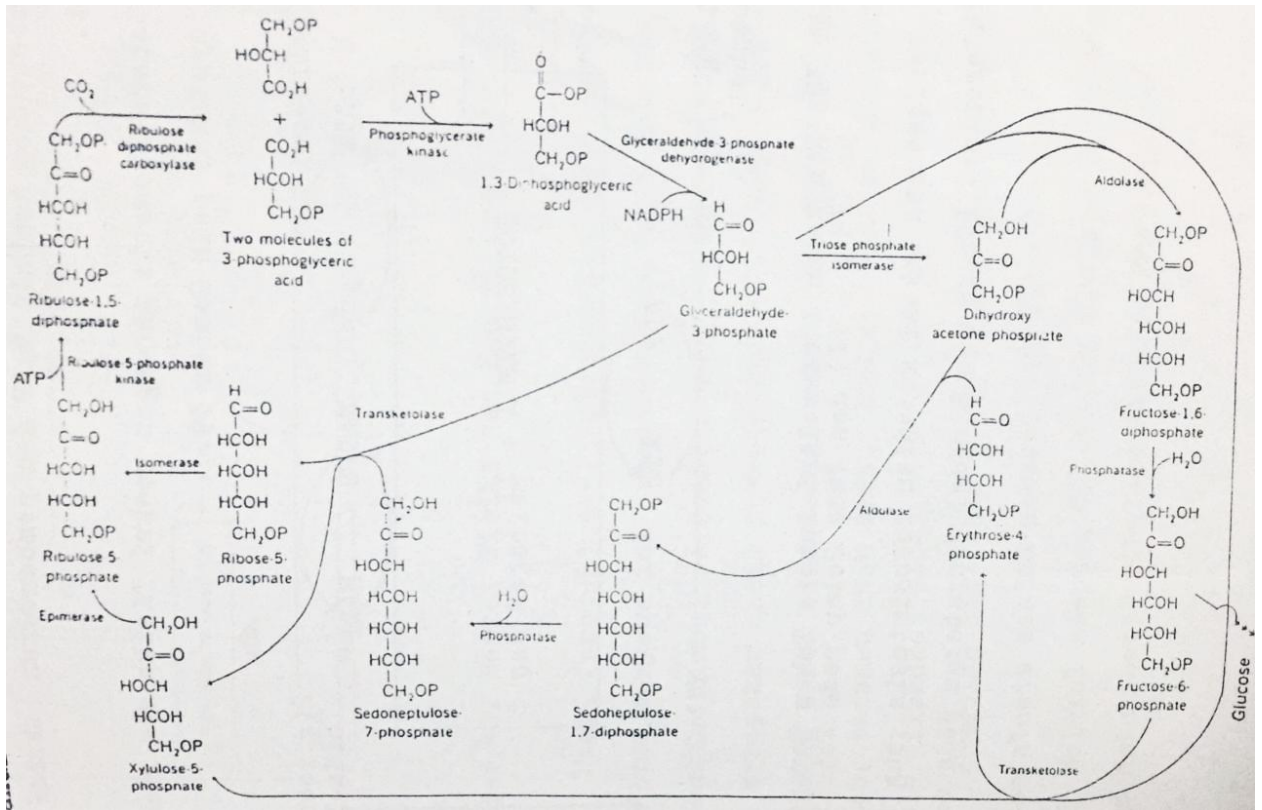 CH2OP
HOCH
CO2H
+
CO2H
HCOH
CH2OP
Two molecules of
3-phosphoglyceric
acid
CO2
Ribulose
diphosphate
carboxylase
CH2OP
C=O
HCOH
HCOH
CH2OP
Ribulose-1,5-
diphosphate
ATP
Phosphoglycerate
kinase
O
C-OP
HCOH
CH2OP
1,3-Diphosphoglyceric
acid
Glyceraldehyde-3 phosphate
dehydrogenase
NADPH
H
C=O
HCOH
CH2OP
Glyceraldehyde-
3-phosphate
Triose phosphate
isomerase
CH2OH
C=O
CH2OP
Dihydroxy
acetone phosphate
Aldolase
CH2OP
C=O
HOCH
HCOH
HCOH
CH2OP
Fructose-1,6-
diphosphate
Phosphatase
H2O
CH2OH
C=O
HOCH
HCOH
HCOH
CH2OP
Fructose-6-
phosphate
Glucose
ATP
Ribulose 5-phosphate
kinase
CH2OH
C=O
HCOH
HCOH
CH2OP
Ribulose 5-
phosphate
Isomerase
H
C=O
HCOH
HCOH
HCOH
CH2OP
Ribose-5-
phosphate
Transketolase
CH2OH
C=O
HOCH
HCOH
HCOH
HCOH
CH2OP
Sedoheptulose-
7-phosphate
H2O
Phosphatase
CH2OP
C=O
HOCH
HCOH
HCOH
HCOH
CH2OP
Sedoheptulose-
1,7-diphosphate
Aldolase
H
C=O
HCOH
HCOH
CH2OP
Erythrose-4
phosphate
Epimerase
CH2OH
C=O
HOCH
HCOH
CH2OP
Xylulose-5-
phosphate
Transketolase